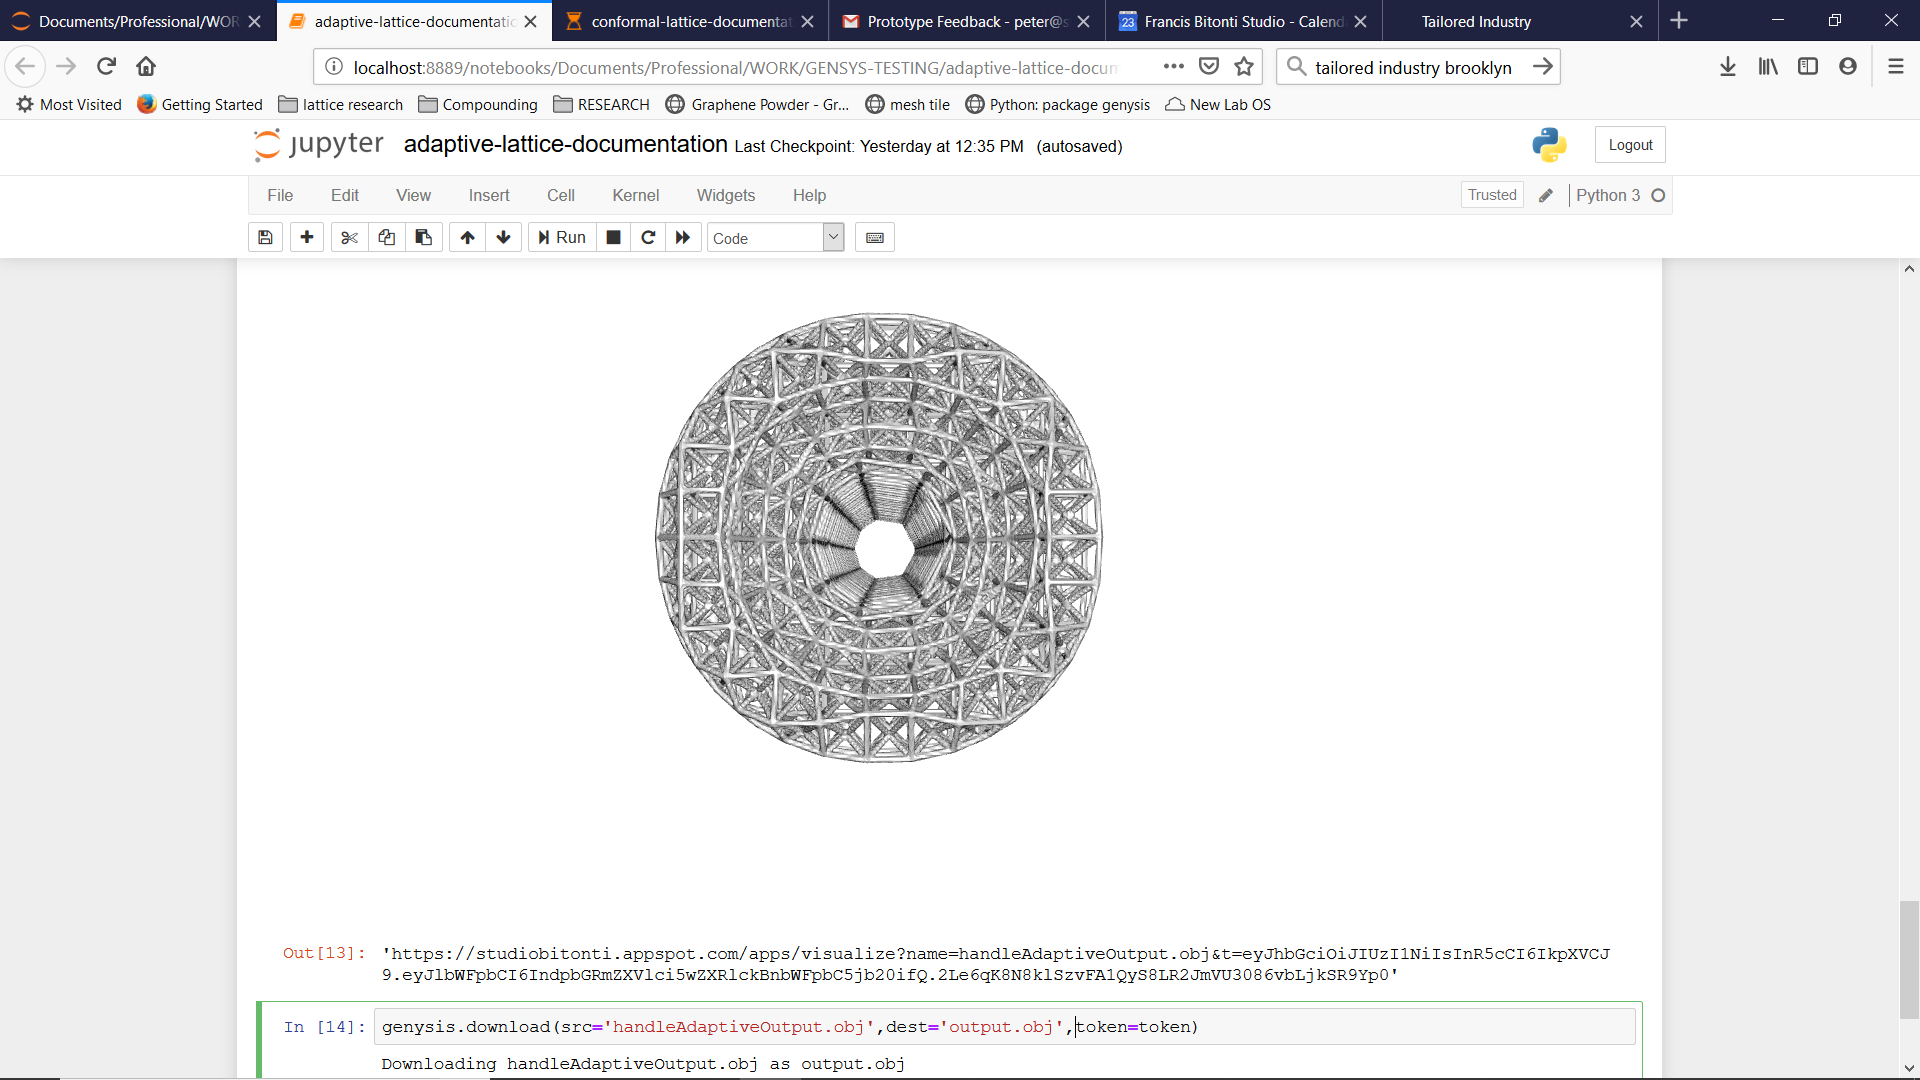 Documents/Professional/WOR
adaptive-lattice-documentatic
conformal-lattice-documentat
Prototype Feedback - peter@s
23
Francis Bitonti Studio - Calend
Tailored Industry
localhost:8889/notebooks/Documents/Professional/WORK/GENSYS-TESTING/adaptive-lattice-docum
tailored industry brooklyn
Most Visited
Getting Started
lattice research
Compounding
RESEARCH
Graphene Powder - Gr...
mesh tile
Python: package genysis
New Lab OS
jupyter
adaptive-lattice-documentation Last Checkpoint: Yesterday at 12:35 PM (autosaved)
Logout
File Edit View Insert Cell Kernel Widgets Help
Trusted
Python 3
Run
Code
Out[13]: 'https://studiobitonti.appspot.com/apps/visualize?name=handleAdaptiveOutput.obj&t=eyJhbGciOiJIUzI1NiIsInR5cCI6IkpXVCJ
9.eyJlbWFpbCI6IndpbGRmZXVlci5wZXRlckBnbWFpbC5jb20ifQ.2Le6qK8N8klSzvFA1QyS8LR2JmVU3086vbLjkSR9Yp0'
In [14]: genysis.download(src='handleAdaptiveOutput.obj',dest='output.obj',token=token)
Downloading handleAdaptiveOutput.obj as output.obj